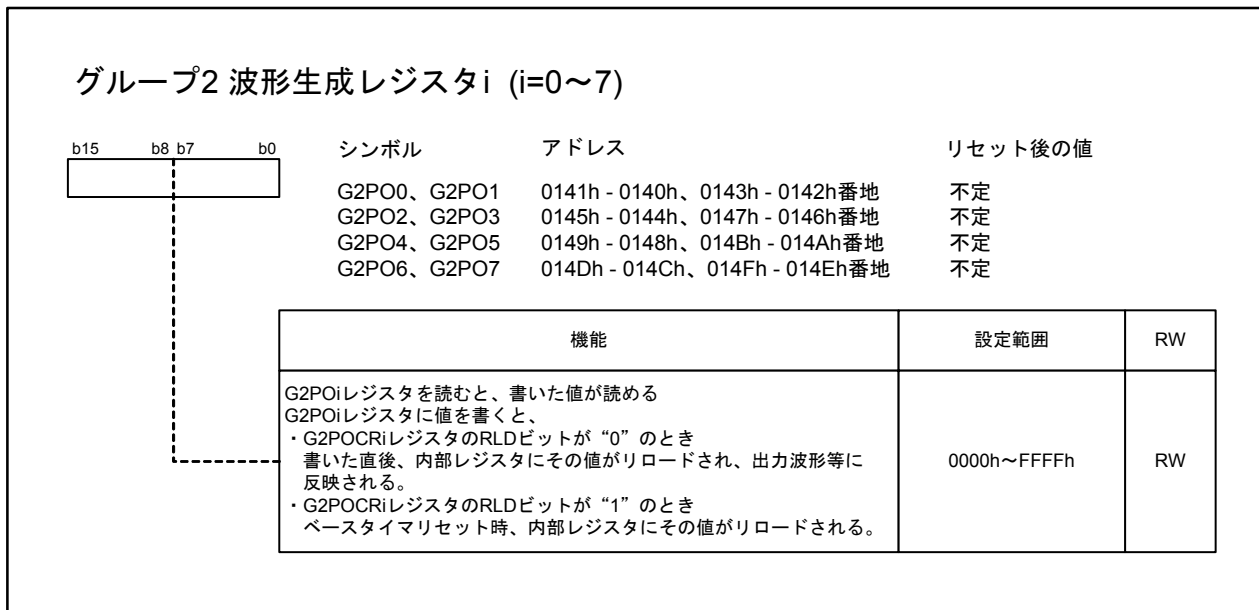 グループ2 波形生成レジスタi (i=0～7)
b15 b8 b7 b0
シンボル アドレス リセット後の値
G2PO0、G2PO1 0141h - 0140h、0143h - 0142h番地 不定
G2PO2、G2PO3 0145h - 0144h、0147h - 0146h番地 不定
G2PO4、G2PO5 0149h - 0148h、014Bh - 014Ah番地 不定
G2PO6、G2PO7 014Dh - 014Ch、014Fh - 014Eh番地 不定
機能 設定範囲 RW
G2POiレジスタを読むと、書いた値が読める
G2POiレジスタに値を書くと、
・G2POCRiレジスタのRLDビットが“0”のとき
書いた直後、内部レジスタにその値がリロードされ、出力波形等に
反映される。
・G2POCRiレジスタのRLDビットが“1”のとき
ベースタイマリセット時、内部レジスタにその値がリロードされる。
0000h～FFFFh RW